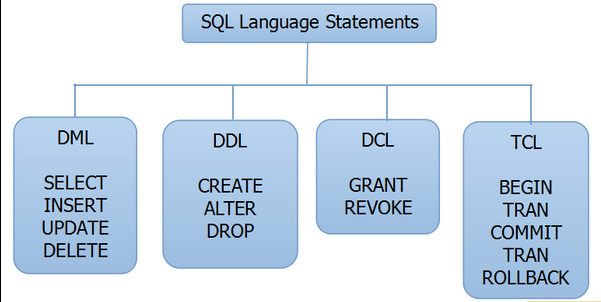 SQL Language Statements
DML
SELECT
INSERT
UPDATE
DELETE
DDL
CREATE
ALTER
DROP
DCL
GRANT
REVOKE
TCL
BEGIN
TRAN
COMMIT
TRAN
ROLLBACK